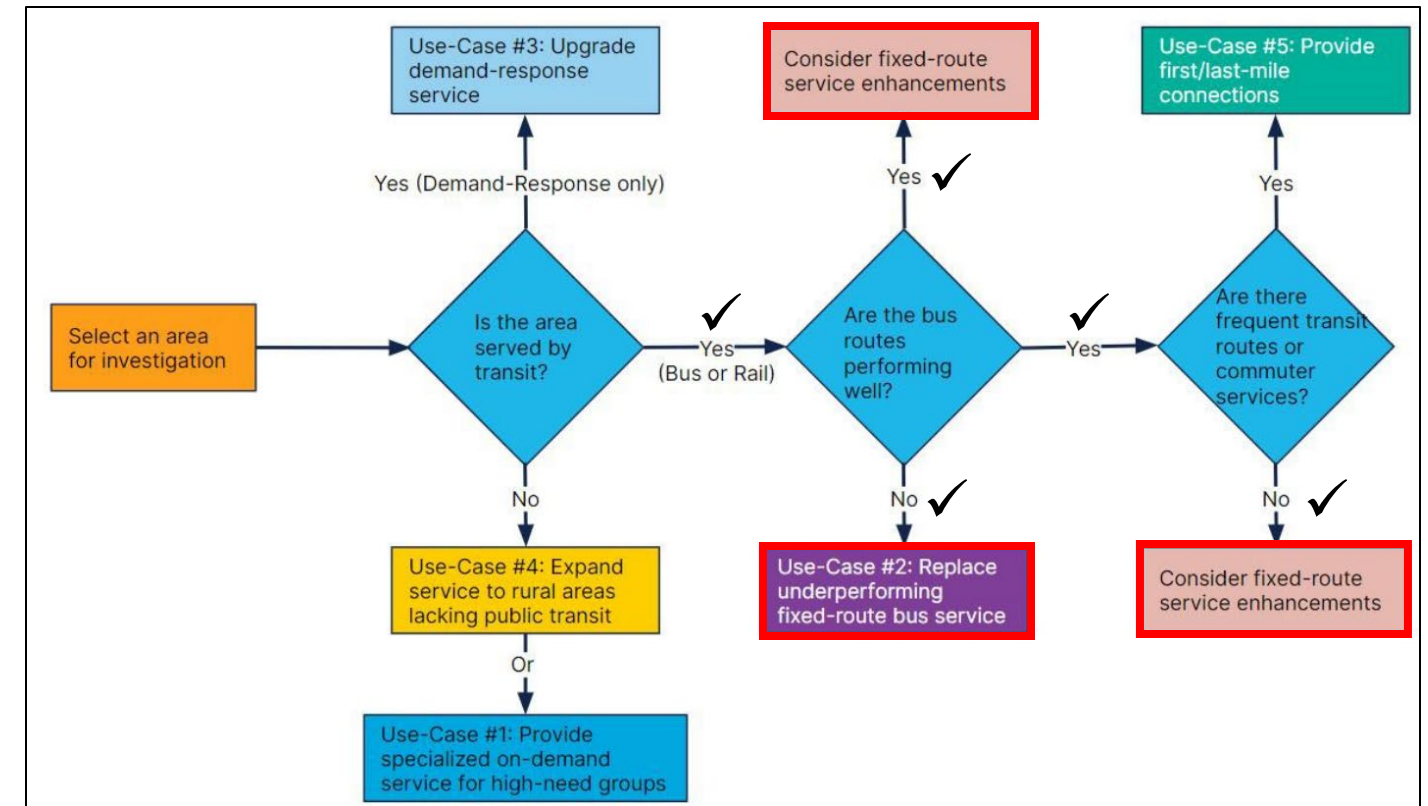 Use-Case #3: Upgrade
demand-response
service
Consider fixed-route
service enhancements
Use-Case #5: Provide
first/last-mile
connections
Yes (Demand-Response only)
Yes
Yes
Select an area
for investigation
Is the area
served by
transit?
Yes
(Bus or Rail)
Are the bus
routes
performing
well?
Yes
Are there
frequent transit
routes or
commuter
services?
No
No
No
Use-Case #4: Expand
service to rural areas
lacking public transit
Use-Case #2: Replace
underperforming
fixed-route bus service
Consider fixed-route
service enhancements
Or
Use-Case #1: Provide
specialized on-demand
service for high-need groups